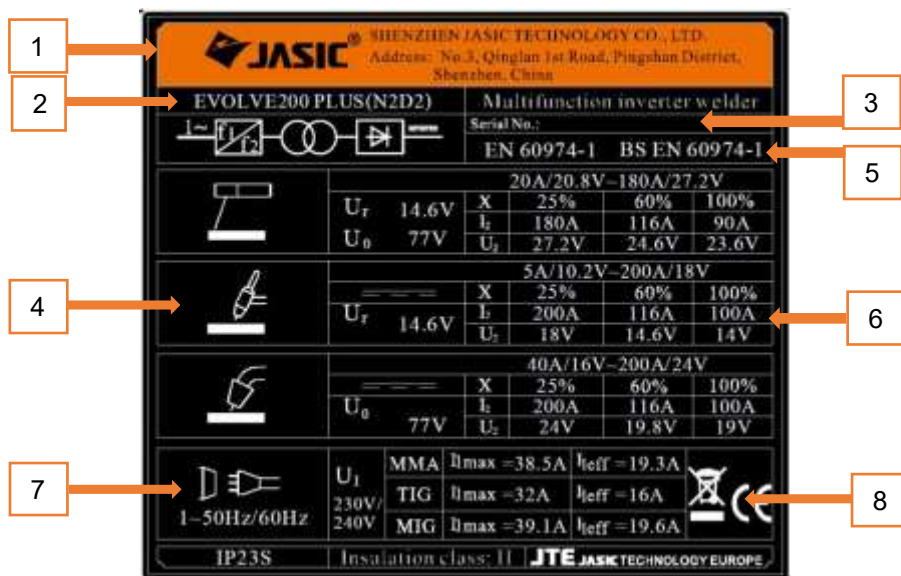 1
JASIC®
SHENZHEN JASIC TECHNOLOGY CO., LTD.
Address: No.3, Qinglan 1st Road, Pingshan District,
Shenzhen, China
2
EVOLVE200 PLUS(N2D2)
Multifunction inverter welder
3
1~ f1 f2
Serial No.:
EN 60974-1 BS EN 60974-1
5
20A/20.8V~180A/27.2V
Ur 14.6V
U0 77V
X 25% 60% 100%
I2 180A 116A 90A
U2 27.2V 24.6V 23.6V
4
5A/10.2V~200A/18V
Ur 14.6V
X 25% 60% 100%
I2 200A 116A 100A
U2 18V 14.6V 14V
6
40A/16V~200A/24V
U0 77V
X 25% 60% 100%
I2 200A 116A 100A
U2 24V 19.8V 19V
7
1~50Hz/60Hz
U1
230V/
240V
MMA I1max =38.5A I1eff =19.3A
TIG I1max =32A I1eff =16A
MIG I1max =39.1A I1eff =19.6A
CE
8
IP23S
Insulation class: II
JTE JASIC TECHNOLOGY EUROPE